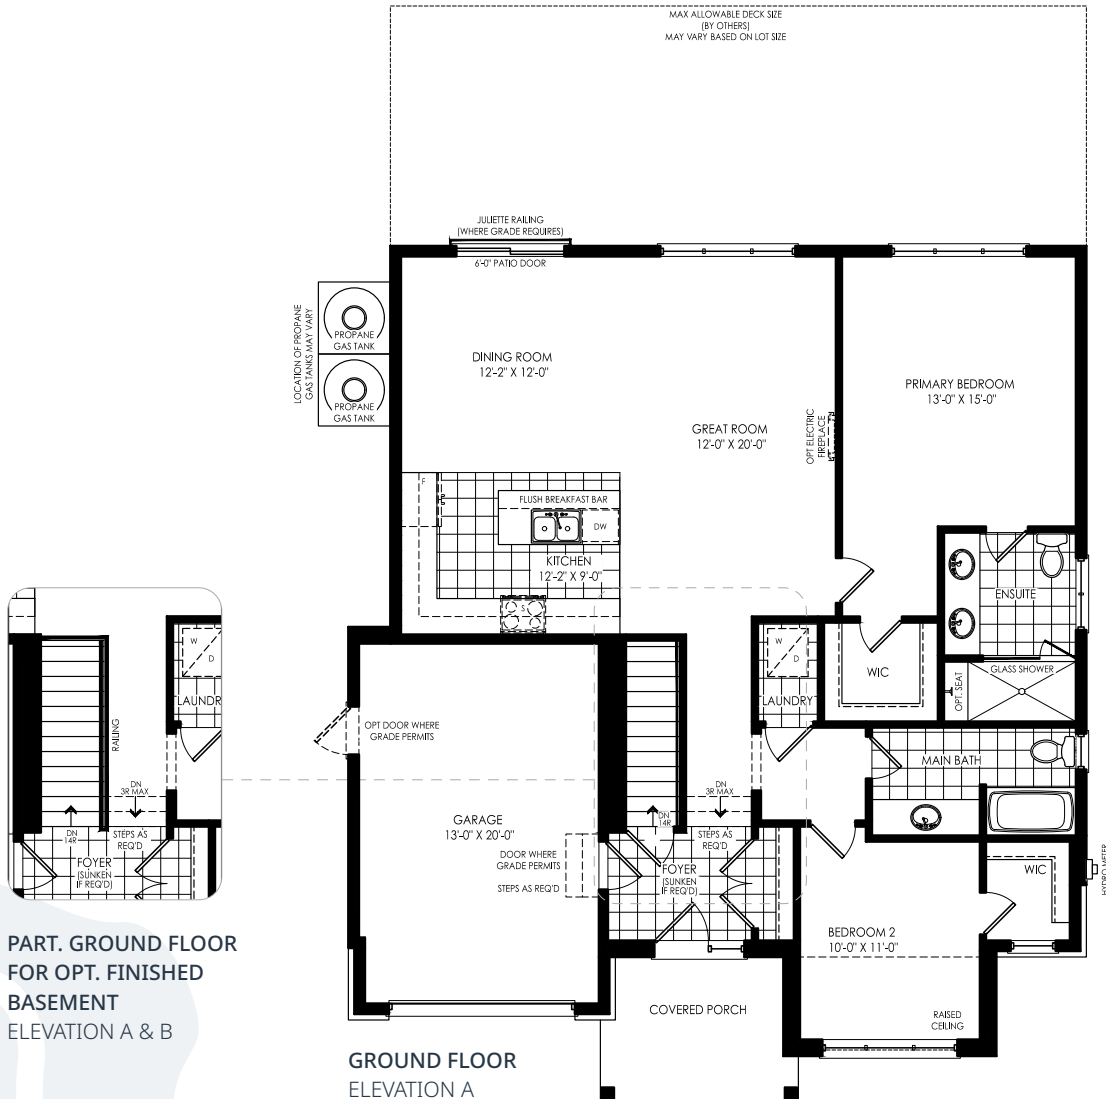 MAX ALLOWABLE DECK SIZE
(BY OTHERS)
MAY VARY BASED ON LOT SIZE
JULIETTE RAILING
(WHERE GRADE REQUIRES)
6'-0" PATIO DOOR
LOCATION OF PROPANE
GAS TANKS MAY VARY
PROPANE
GAS TANK
PROPANE
GAS TANK
DINING ROOM
12'-2" X 12'-0"
GREAT ROOM
12'-0" X 20'-0"
OPT ELECTRIC
FIREPLACE
PRIMARY BEDROOM
13'-0" X 15'-0"
F
FLUSH BREAKFAST BAR
DW
KITCHEN
12'-2" X 9'-0"
S
ENSUITE
GLASS SHOWER
OPT. SEAT
WIC
W
D
LAUNDRY
MAIN BATH
OPT DOOR WHERE
GRADE PERMITS
GARAGE
13'-0" X 20'-0"
DOOR WHERE
GRADE PERMITS
STEPS AS REQ'D
DN
14R
DN
3R MAX
STEPS AS
REQ'D
FOYER
(SUNKEN
IF REQ'D)
BEDROOM 2
10'-0" X 11'-0"
WIC
HYDRO METER
RAISED
CEILING
COVERED PORCH
W
D
LAUNDR
RAILING
DN
3R MAX
DN
14R
STEPS AS
REQ'D
FOYER
(SUNKEN
IF REQ'D)
PART. GROUND FLOOR
FOR OPT. FINISHED
BASEMENT
ELEVATION A & B
GROUND FLOOR
ELEVATION A